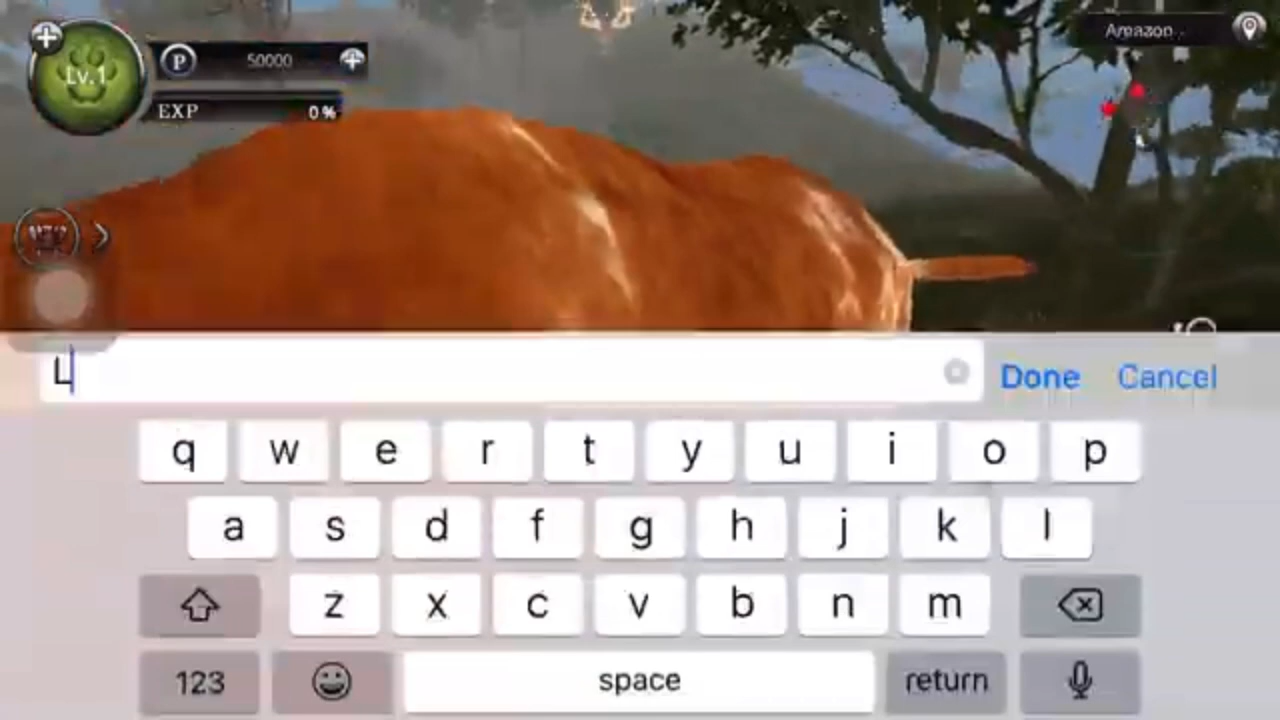 Lv.1
P 50000
EXP 0%
Amazon
L
Done Cancel
q w e r t y u i o p
a s d f g h j k l
z x c v b n m
123 space return